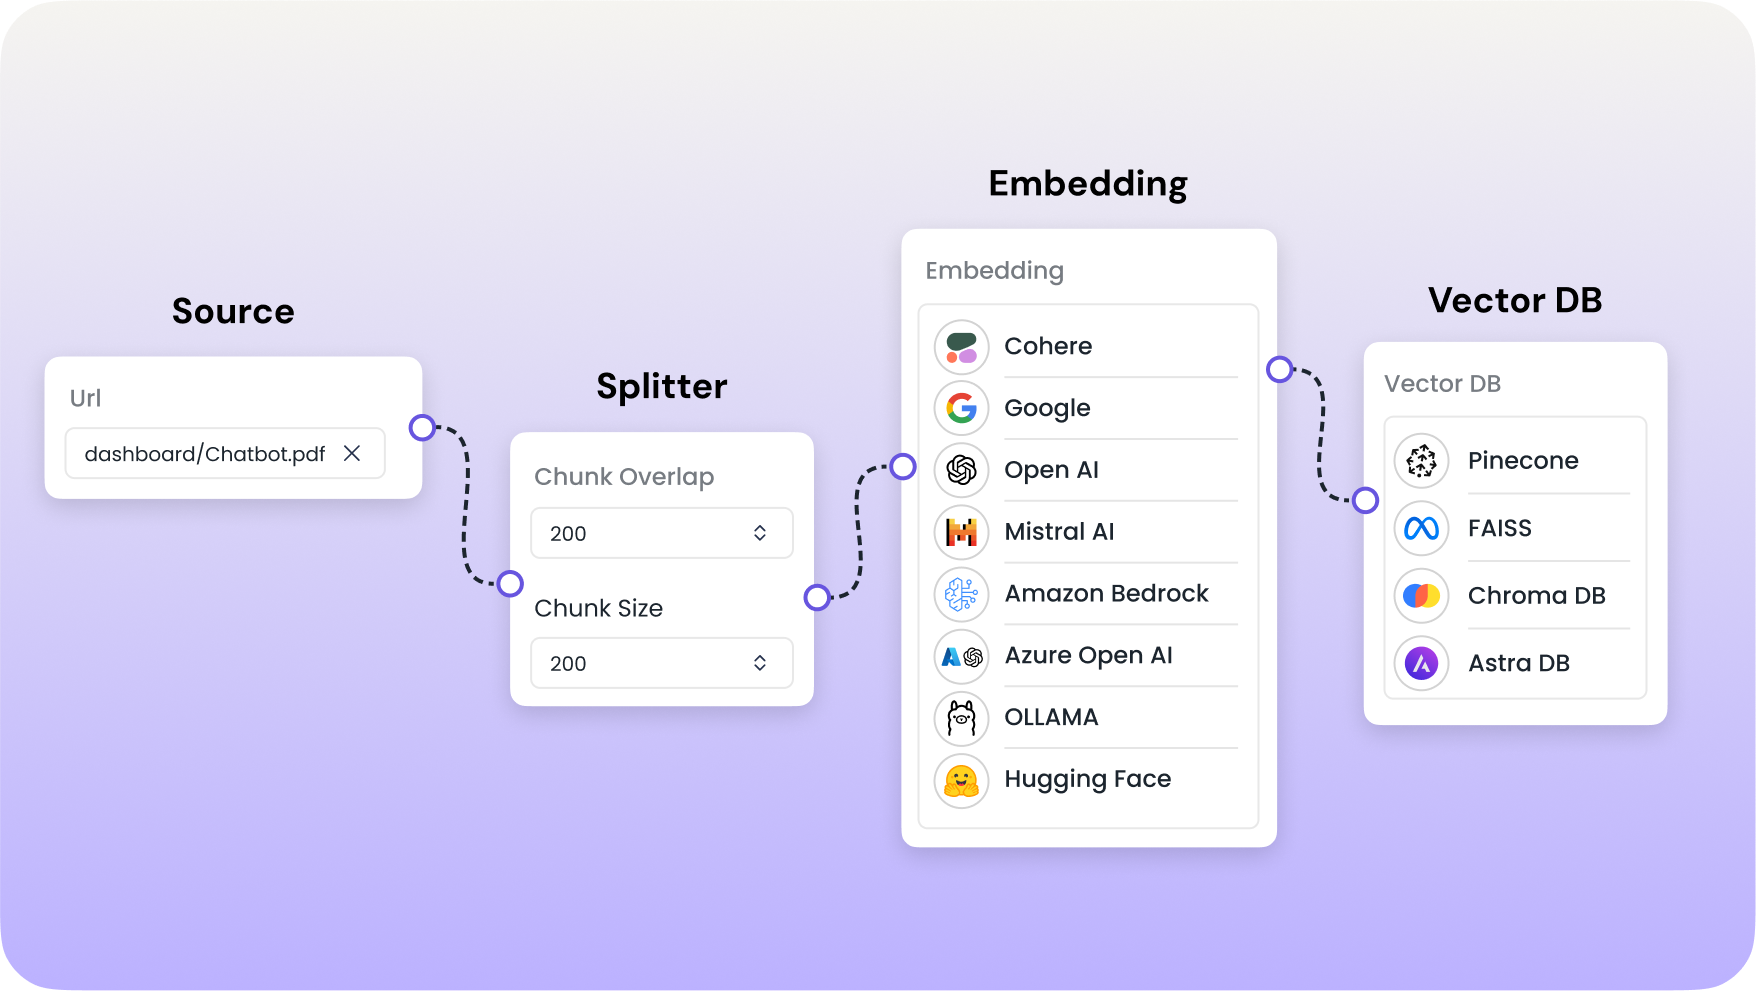 Source
Url
dashboard/Chatbot.pdf
Splitter
Chunk Overlap
200
Chunk Size
200
Embedding
Embedding
Cohere
Google
Open AI
Mistral AI
Amazon Bedrock
Azure Open AI
OLLAMA
Hugging Face
Vector DB
Vector DB
Pinecone
FAISS
Chroma DB
Astra DB